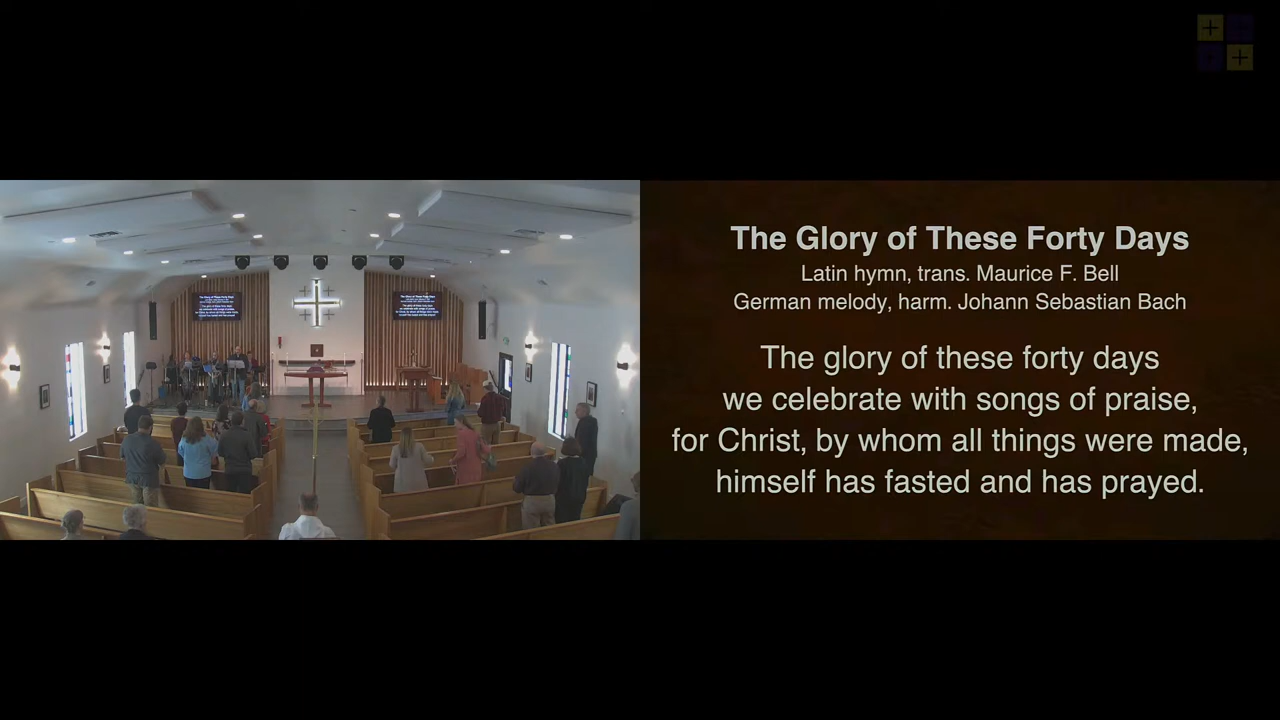 The Glory of These Forty Days
Latin hymn, trans. Maurice F. Bell
German melody, harm. Johann Sebastian Bach
The glory of these forty days
we celebrate with songs of praise,
for Christ, by whom all things were made,
himself has fasted and has prayed.